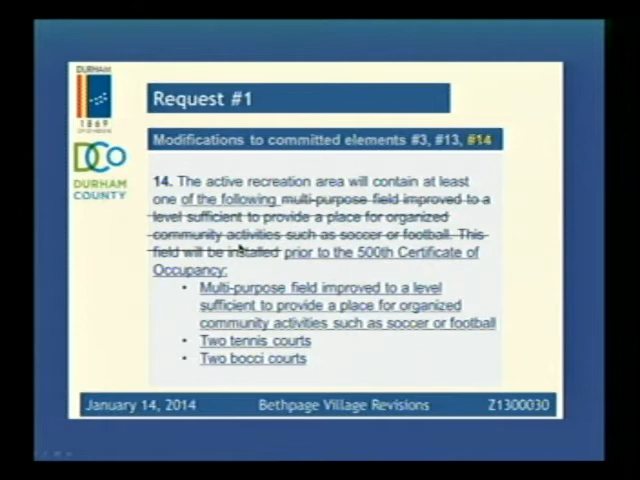 DURHAM
1869
CITY OF MEDICINE
DCO
DURHAM
COUNTY
Request #1
Modifications to committed elements #3, #13, #14
14. The active recreation area will contain at least
one of the following multi-purpose field improved to a
level sufficient to provide a place for organized
community activities such as soccer or football. This
field will be installed prior to the 500th Certificate of
Occupancy:
• Multi-purpose field improved to a level
sufficient to provide a place for organized
community activities such as soccer or football
• Two tennis courts
• Two bocci courts
January 14, 2014 Bethpage Village Revisions Z1300030